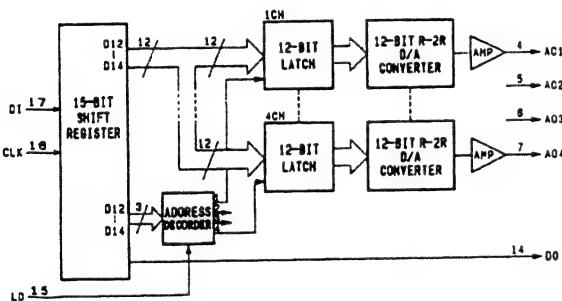 1CH
15-BIT
SHIFT
REGISTER
DI 17
CLK 16
D12
D14
12
12
12-BIT
LATCH
12-BIT R-2R
D/A
CONVERTER
AMP
4 AO1
5 AO2
6 AO3
4CH
12
12-BIT
LATCH
12-BIT R-2R
D/A
CONVERTER
AMP
7 AO4
D12
D14
3
ADDRESS
DECORDER
14 DO
LD 15